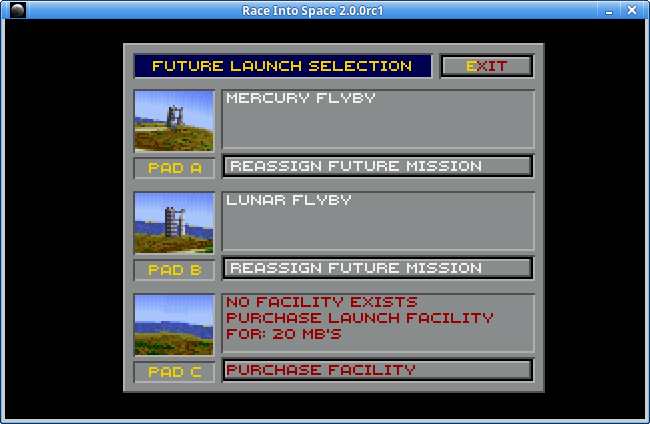 Race Into Space 2.0.0rc1
FUTURE LAUNCH SELECTION
EXIT
MERCURY FLYBY
PAD A
REASSIGN FUTURE MISSION
LUNAR FLYBY
PAD B
REASSIGN FUTURE MISSION
NO FACILITY EXISTS
PURCHASE LAUNCH FACILITY
FOR: 20 MB'S
PAD C
PURCHASE FACILITY